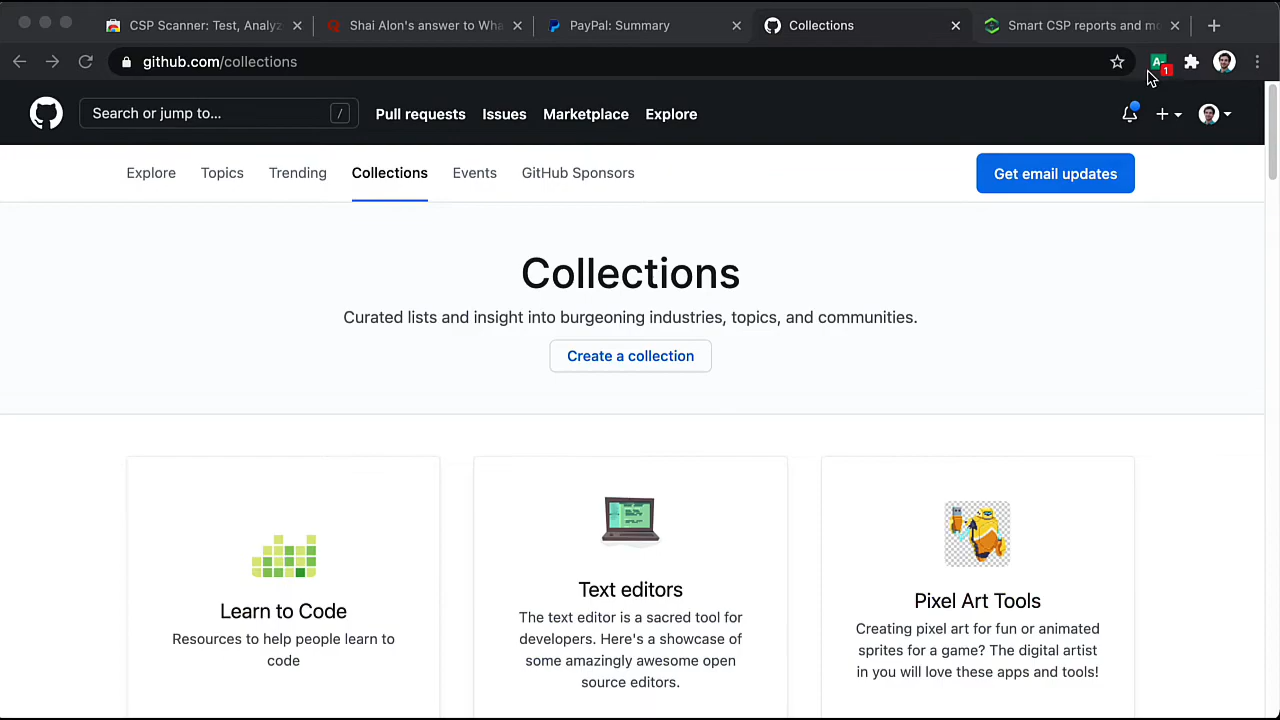 CSP Scanner: Test, Analyz
Shai Alon's answer to Wha
PayPal: Summary
Collections
Smart CSP reports and mo
github.com/collections
A
1
Search or jump to...
/
Pull requests
Issues
Marketplace
Explore
Explore
Topics
Trending
Collections
Events
GitHub Sponsors
Get email updates
Collections
Curated lists and insight into burgeoning industries, topics, and communities.
Create a collection
Learn to Code
Resources to help people learn to
code
Text editors
The text editor is a sacred tool for
developers. Here's a showcase of
some amazingly awesome open
source editors.
Pixel Art Tools
Creating pixel art for fun or animated
sprites for a game? The digital artist
in you will love these apps and tools!